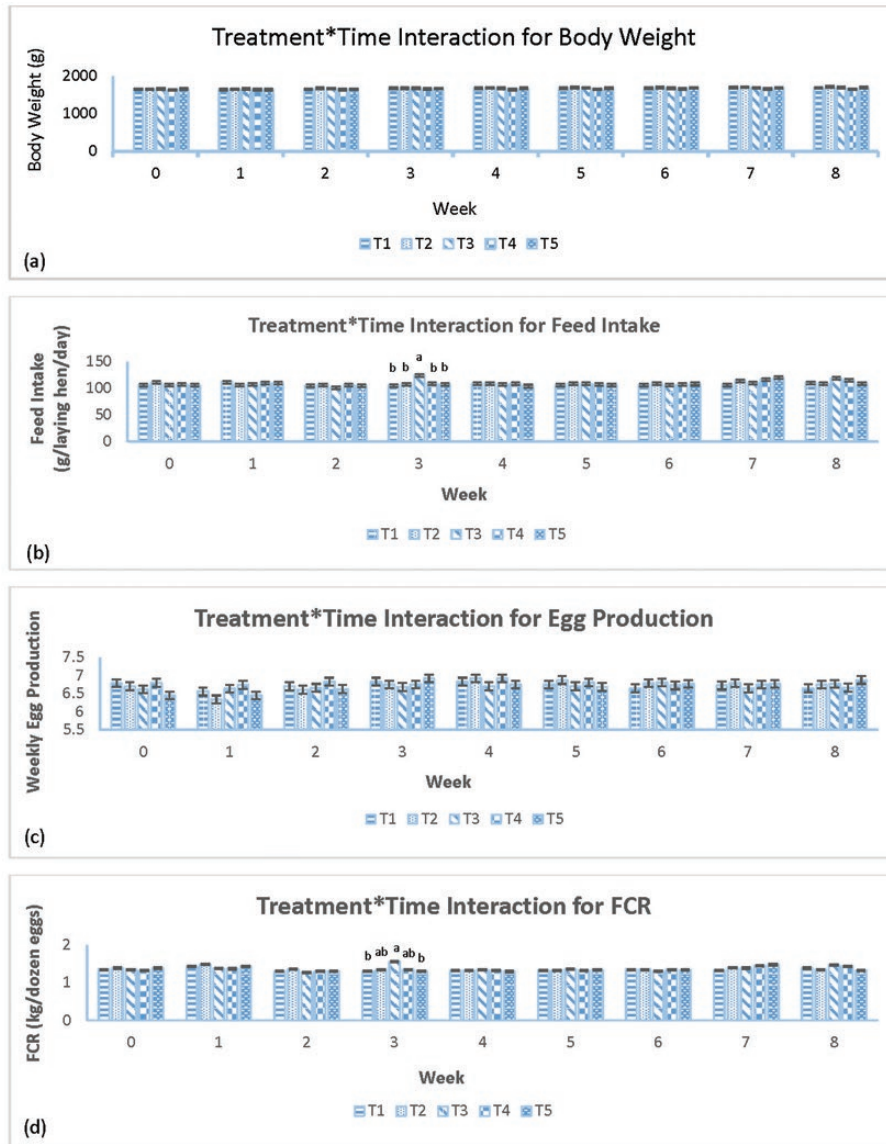 Treatment*Time Interaction for Body Weight
Body Weight (g)
2000
1000
0
0 1 2 3 4 5 6 7 8
Week
T1 T2 T3 T4 T5
(a)
Treatment*Time Interaction for Feed Intake
Feed Intake
(g/laying hen/day)
150
100
50
0
b b a b b
0 1 2 3 4 5 6 7 8
Week
T1 T2 T3 T4 T5
(b)
Treatment*Time Interaction for Egg Production
Weekly Egg Production
7.5
7
6.5
6
5.5
0 1 2 3 4 5 6 7 8
Week
T1 T2 T3 T4 T5
(c)
Treatment*Time Interaction for FCR
FCR (kg/dozen eggs)
2
1
0
b ab a ab b
0 1 2 3 4 5 6 7 8
Week
T1 T2 T3 T4 T5
(d)